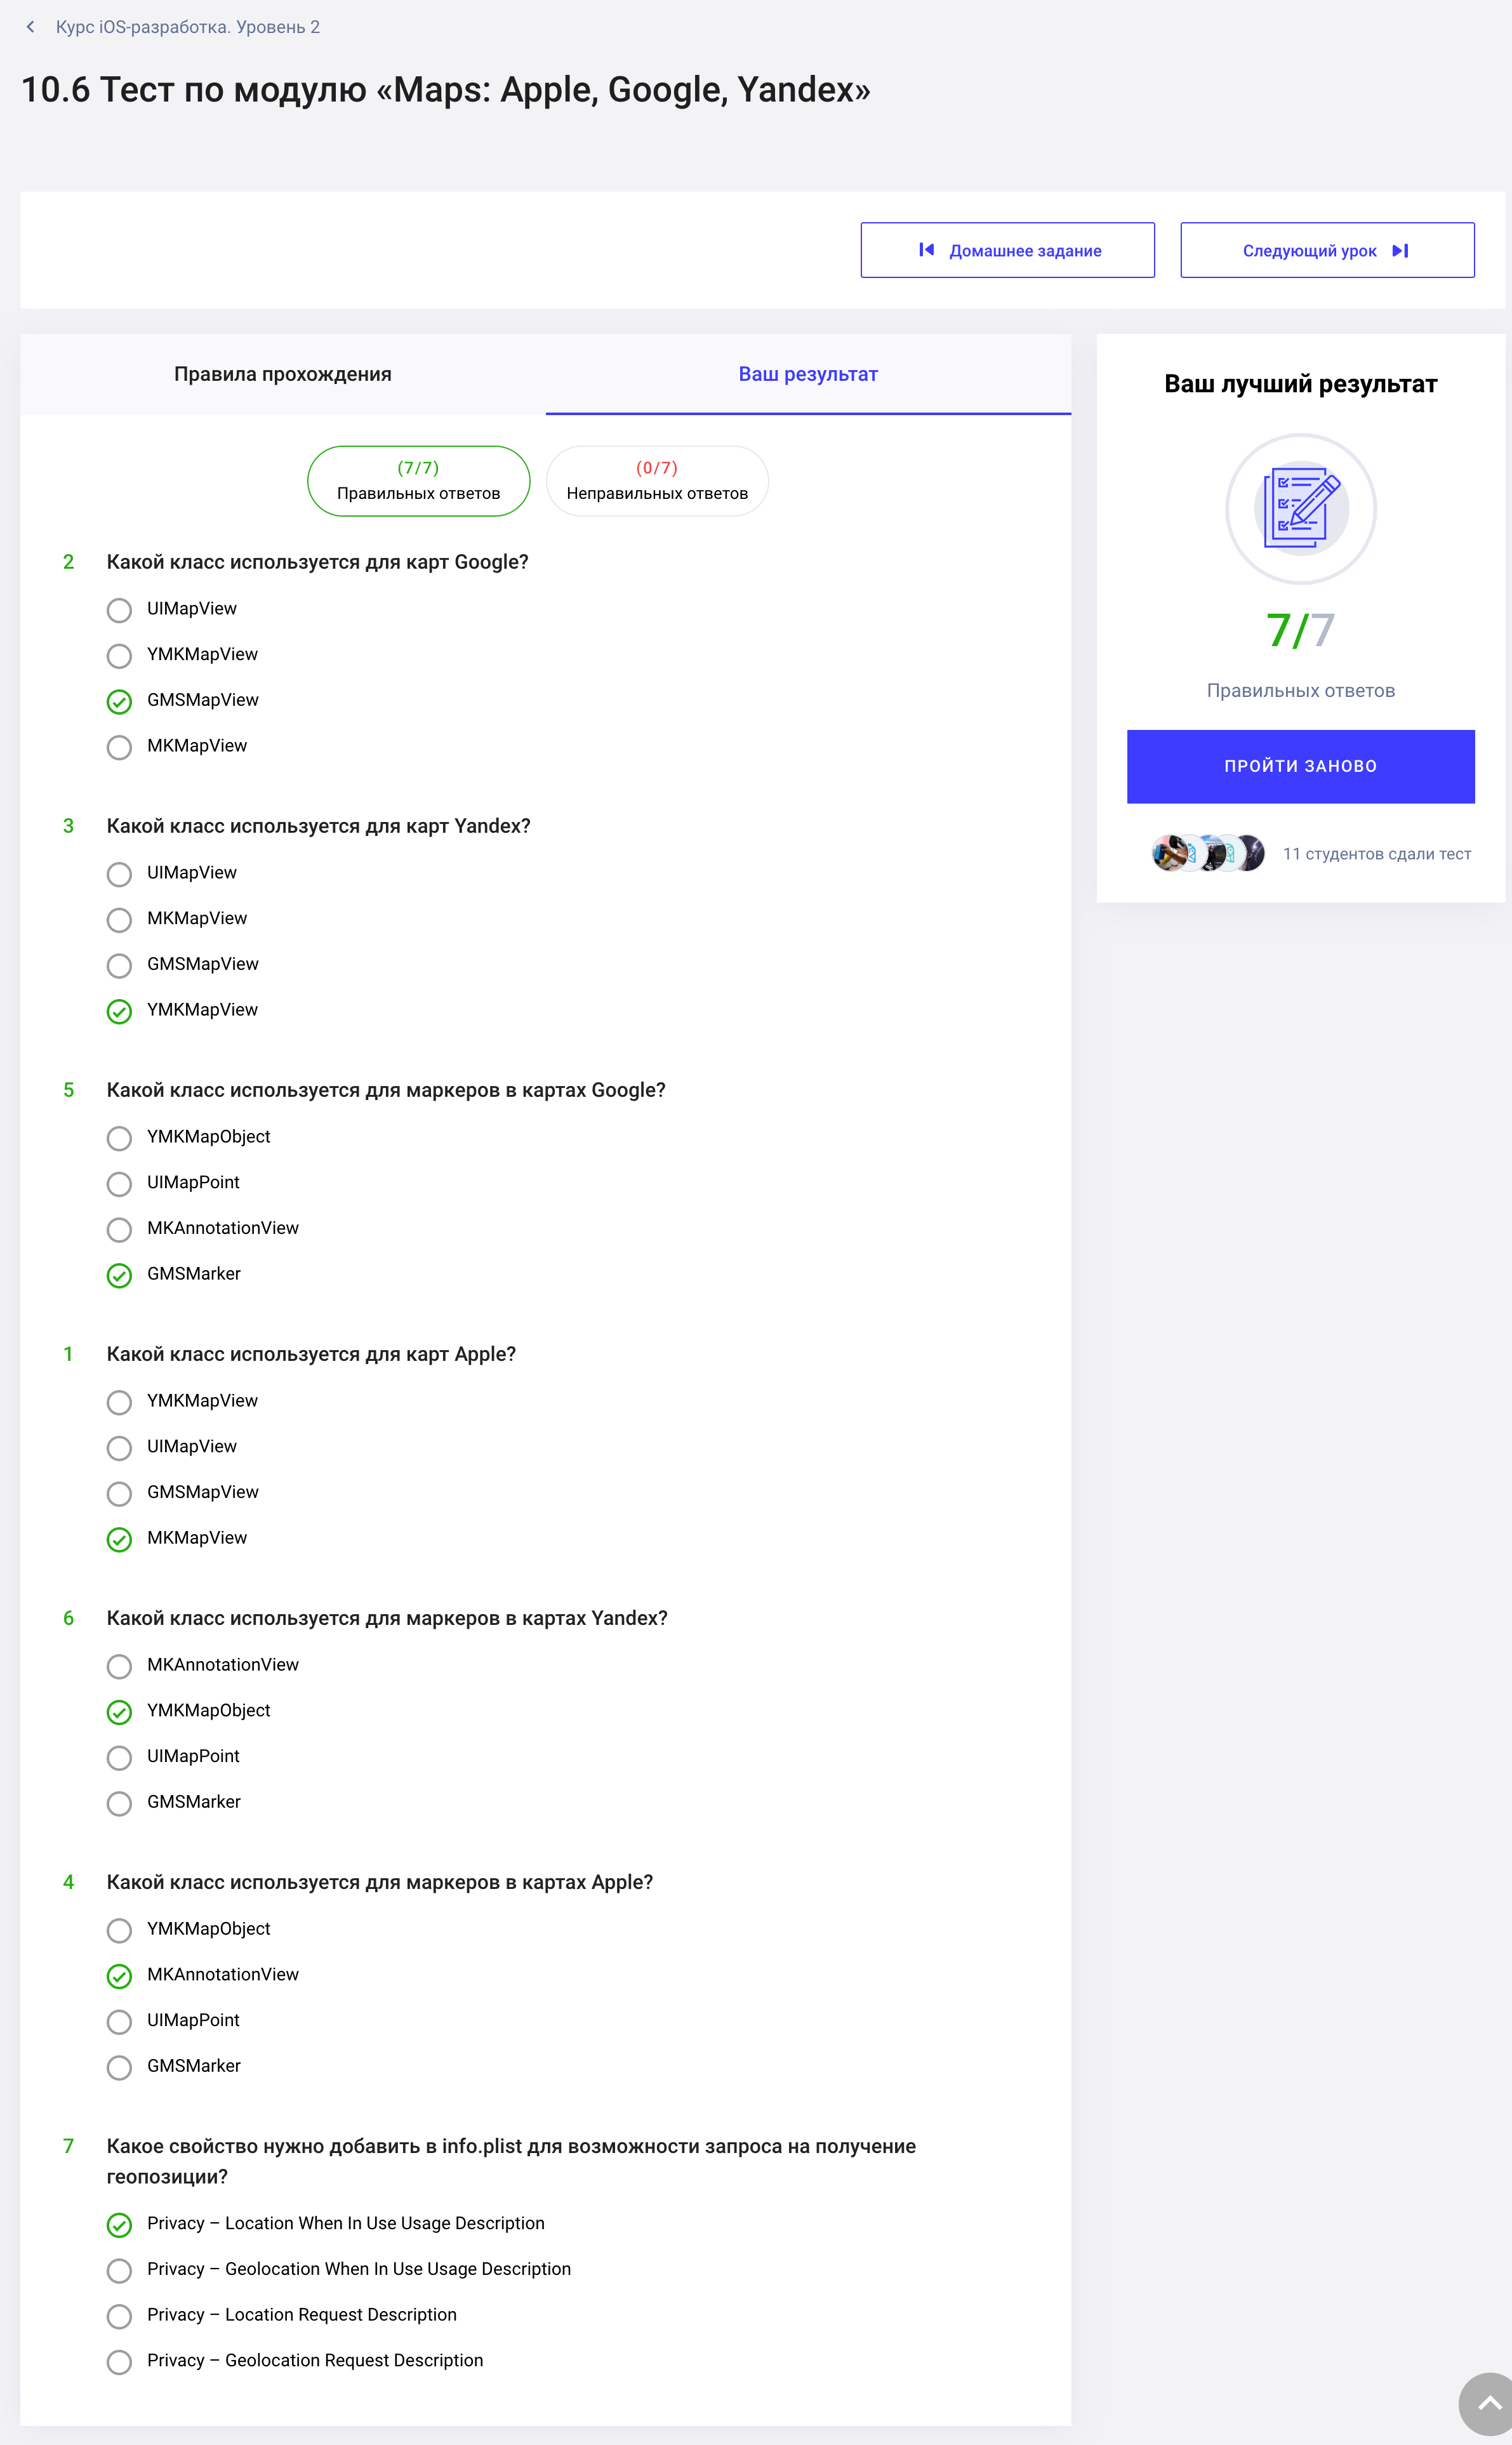 Курс iOS-разработка. Уровень 2
10.6 Тест по модулю «Maps: Apple, Google, Yandex»
Домашнее задание
Следующий урок
Правила прохождения
Ваш результат
(7/7)
Правильных ответов
(0/7)
Неправильных ответов
2 Какой класс используется для карт Google?
UIMapView
YMKMapView
GMSMapView
MKMapView
3 Какой класс используется для карт Yandex?
UIMapView
MKMapView
GMSMapView
YMKMapView
5 Какой класс используется для маркеров в картах Google?
YMKMapObject
UIMapPoint
MKAnnotationView
GMSMarker
1 Какой класс используется для карт Apple?
YMKMapView
UIMapView
GMSMapView
MKMapView
6 Какой класс используется для маркеров в картах Yandex?
MKAnnotationView
YMKMapObject
UIMapPoint
GMSMarker
4 Какой класс используется для маркеров в картах Apple?
YMKMapObject
MKAnnotationView
UIMapPoint
GMSMarker
7 Какое свойство нужно добавить в info.plist для возможности запроса на получение
геопозиции?
Privacy – Location When In Use Usage Description
Privacy – Geolocation When In Use Usage Description
Privacy – Location Request Description
Privacy – Geolocation Request Description
Ваш лучший результат
7/7
Правильных ответов
ПРОЙТИ ЗАНОВО
11 студентов сдали тест